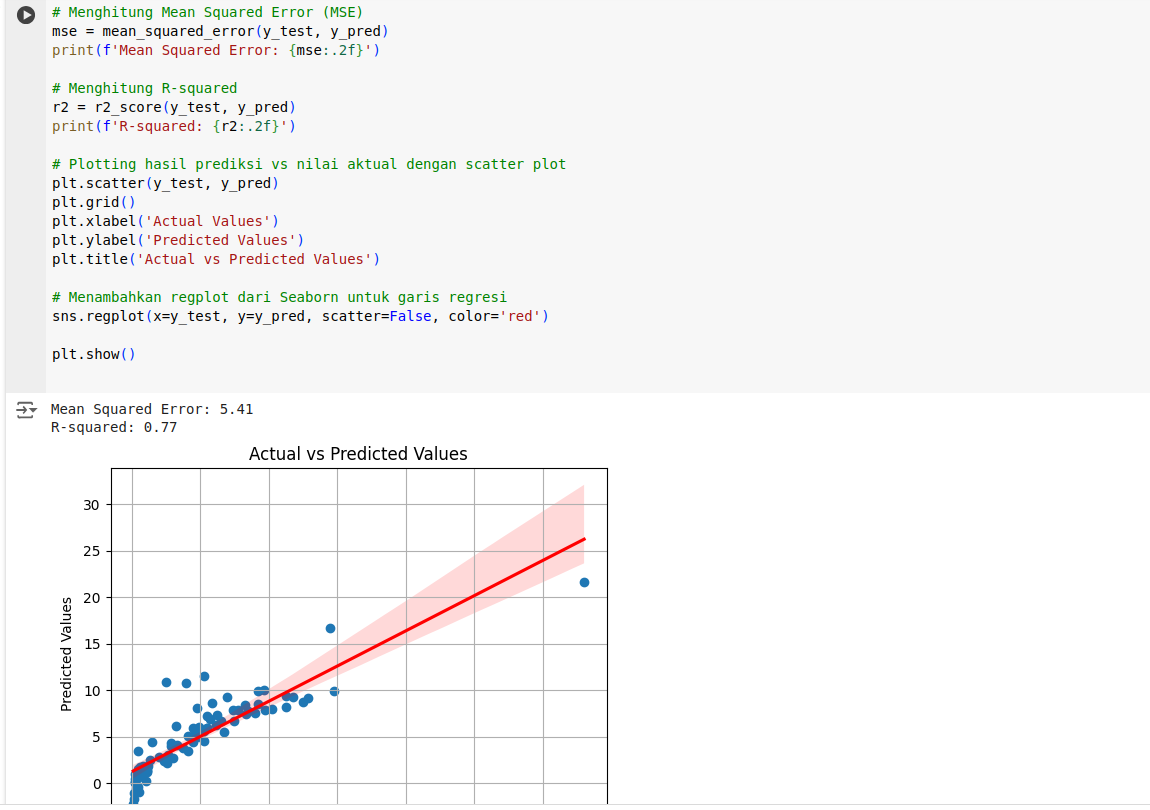 # Menghitung Mean Squared Error (MSE)
mse = mean_squared_error(y_test, y_pred)
print(f'Mean Squared Error: {mse:.2f}')
# Menghitung R-squared
r2 = r2_score(y_test, y_pred)
print(f'R-squared: {r2:.2f}')
# Plotting hasil prediksi vs nilai aktual dengan scatter plot
plt.scatter(y_test, y_pred)
plt.grid()
plt.xlabel('Actual Values')
plt.ylabel('Predicted Values')
plt.title('Actual vs Predicted Values')
# Menambahkan regplot dari Seaborn untuk garis regresi
sns.regplot(x=y_test, y=y_pred, scatter=False, color='red')
plt.show()
Mean Squared Error: 5.41
R-squared: 0.77
Actual vs Predicted Values
30
25
20
15
10
5
0
Predicted Values